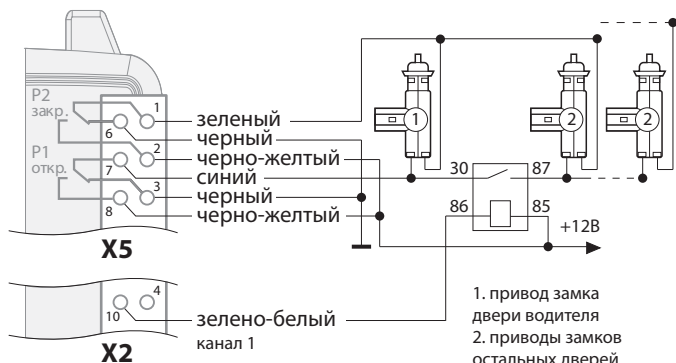 P2
закр.
1
6
2
P1
откр.
7
3
8
X5
зеленый
черный
черно-желтый
синий
черный
черно-желтый
1
2
2
30
87
86
85
+12В
4
10
X2
зелено-белый
канал 1
1. привод замка
двери водителя
2. приводы замков
остальных дверей